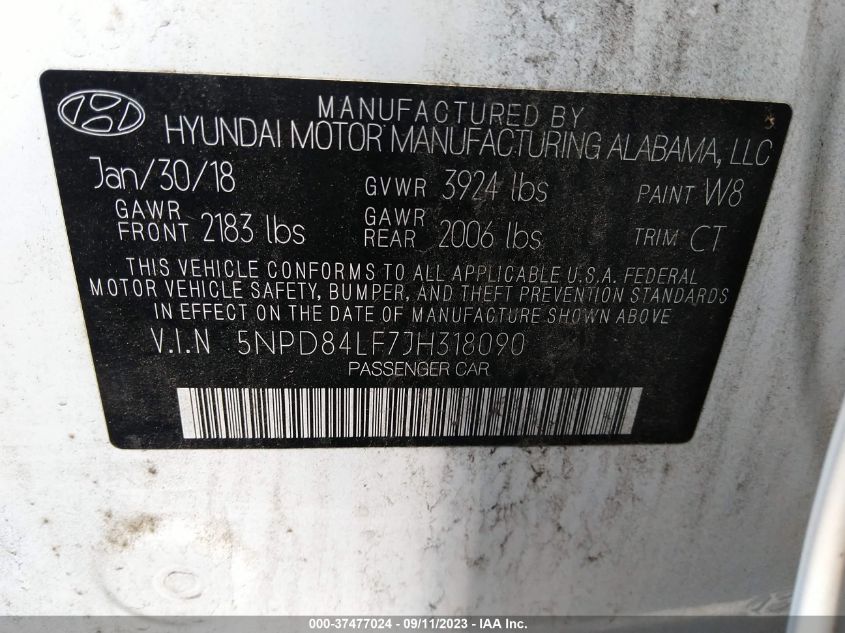 MANUFACTURED BY
HYUNDAI MOTOR MANUFACTURING ALABAMA, LLC
Jan/30/18 GVWR 3924 lbs PAINT W8
GAWR FRONT 2183 lbs GAWR REAR 2006 lbs TRIM CT
THIS VEHICLE CONFORMS TO ALL APPLICABLE U.S.A. FEDERAL
MOTOR VEHICLE SAFETY, BUMPER, AND THEFT PREVENTION STANDARDS
IN EFFECT ON THE DATE OF MANUFACTURE SHOWN ABOVE
V.I.N 5NPD84LF7JH318090
PASSENGER CAR
000-37477024 - 09/11/2023 - IAA Inc.